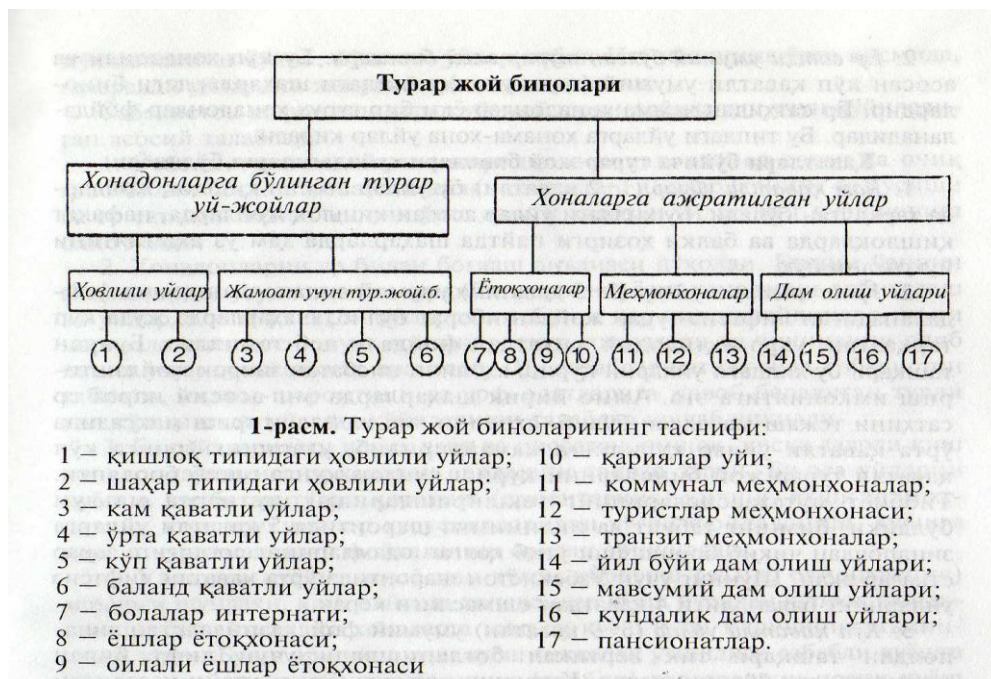 Турар жой бинолари
Хонадонларга бўлинган турар
уй-жойлар
Хоналарга ажратилган уйлар
Ҳовлили уйлар
Жамоат учун тур.жой.б.
Ётоқхоналар
Меҳмонхоналар
Дам олиш уйлари
1 2 3 4 5 6 7 8 9 10 11 12 13 14 15 16 17
1-расм. Турар жой биноларининг таснифи:
1 – қишлоқ типидаги ҳовлили уйлар;
2 – шаҳар типидаги ҳовлили уйлар;
3 – кам қаватли уйлар;
4 – ўрта қаватли уйлар;
5 – кўп қаватли уйлар;
6 – баланд қаватли уйлар;
7 – болалар интернати;
8 – ёшлар ётоқхонаси;
9 – оилали ёшлар ётоқхонаси
10 – қариялар уйи;
11 – коммунал меҳмонхоналар;
12 – туристлар меҳмонхонаси;
13 – транзит меҳмонхоналар;
14 – йил бўйи дам олиш уйлари;
15 – мавсумий дам олиш уйлари;
16 – кундалик дам олиш уйлари;
17 – пансионатлар.